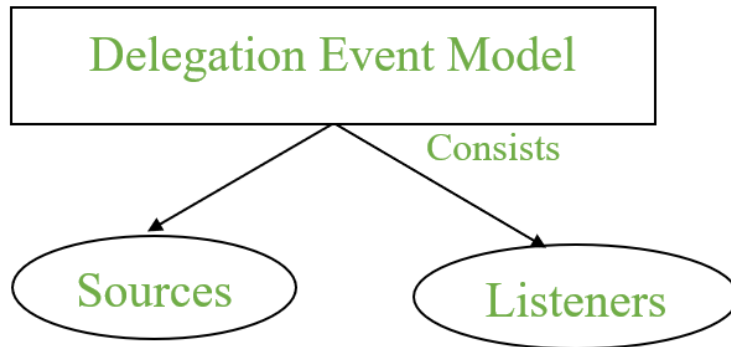 Delegation Event Model
Consists
Sources
Listeners